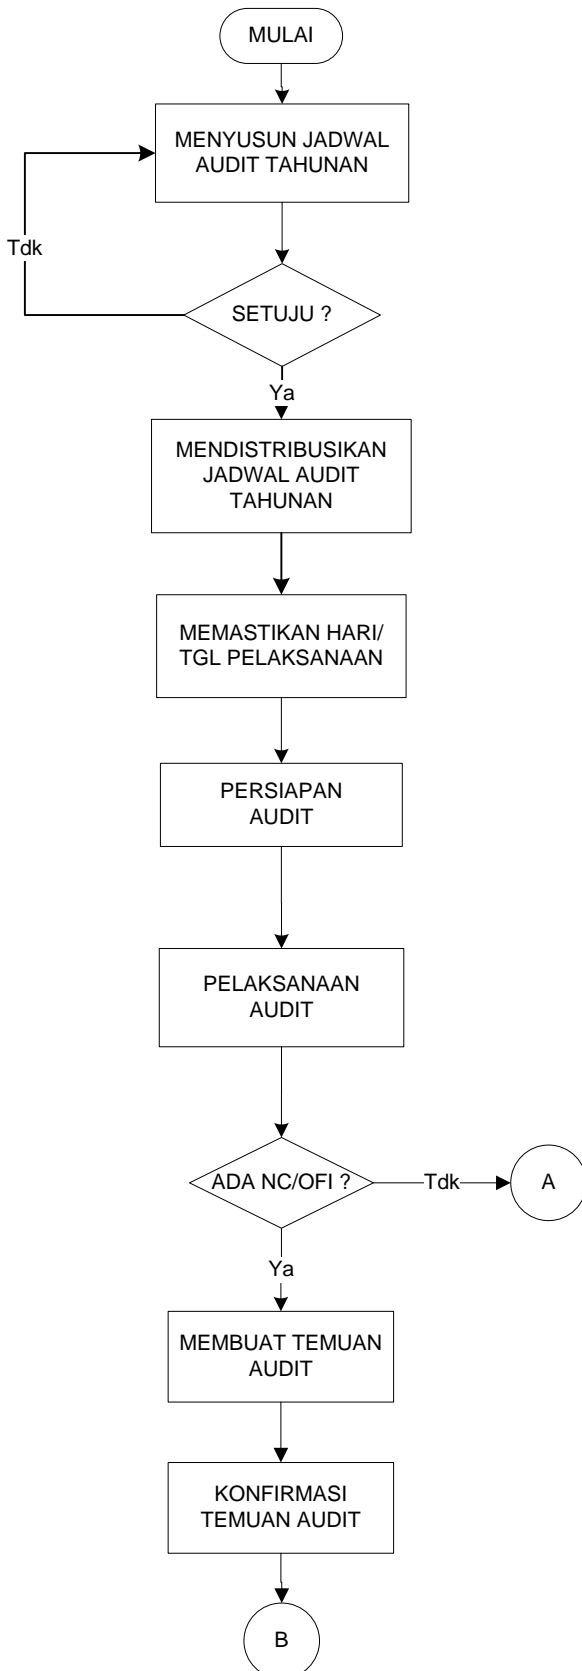 MULAI
MENYUSUN JADWAL
AUDIT TAHUNAN
Tdk
SETUJU ?
Ya
MENDISTRIBUSIKAN
JADWAL AUDIT
TAHUNAN
MEMASTIKAN HARI/
TGL PELAKSANAAN
PERSIAPAN
AUDIT
PELAKSANAAN
AUDIT
ADA NC/OFI ?
Tdk
A
Ya
MEMBUAT TEMUAN
AUDIT
KONFIRMASI
TEMUAN AUDIT
B